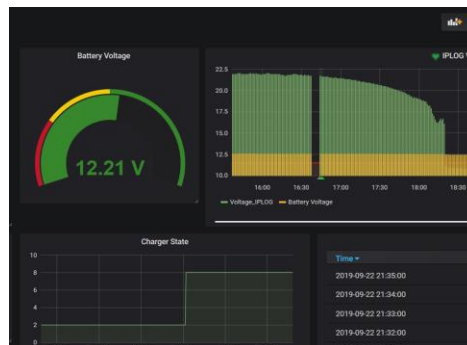 Battery Voltage
12.21 V
IPLOG
22.5
20.0
17.5
15.0
12.5
10.0
16:00 16:30 17:00 17:30 18:00 18:30
Voltage_IPLOG Battery Voltage
Charger State
10
8
6
4
2
0
Time
2019-09-22 21:35:00
2019-09-22 21:34:00
2019-09-22 21:33:00
2019-09-22 21:32:00